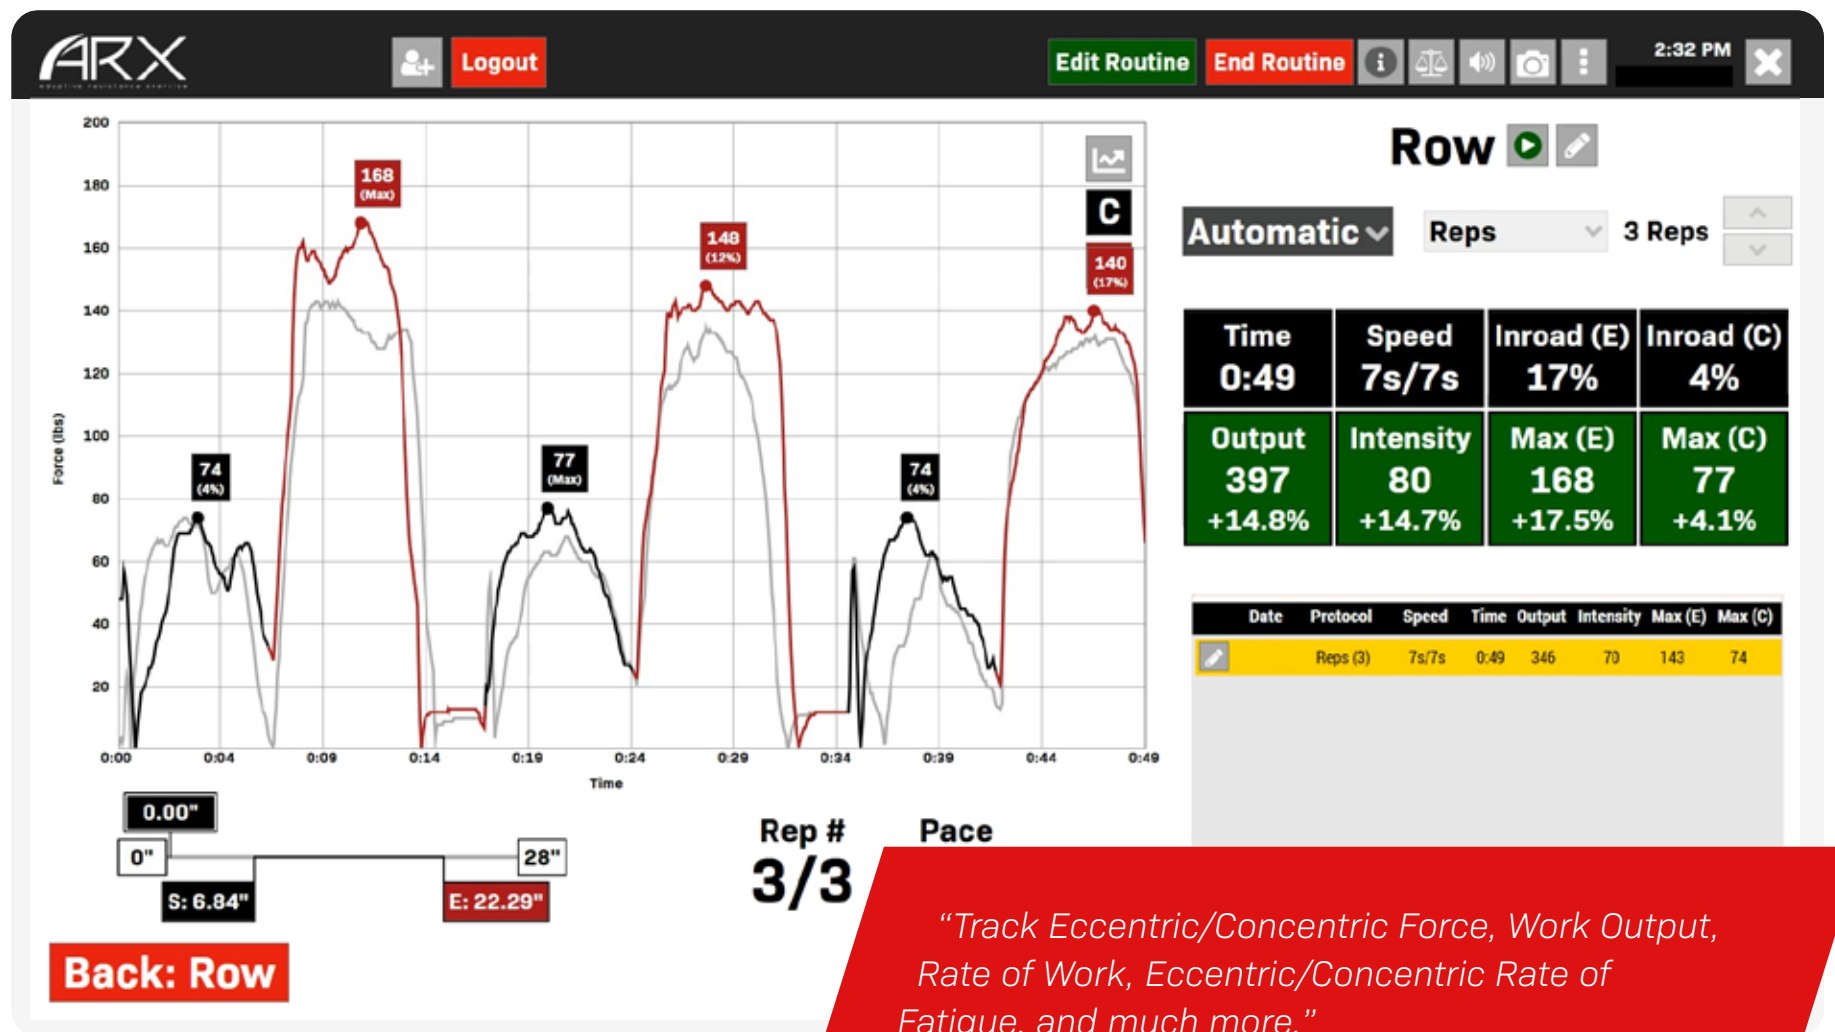 ARX
adaptive resistance exercise
Logout
Edit Routine
End Routine
2:32 PM
Row
Automatic
Reps
3 Reps
Time
0:49
Speed
7s/7s
Inroad (E)
17%
Inroad (C)
4%
Output
397
+14.8%
Intensity
80
+14.7%
Max (E)
168
+17.5%
Max (C)
77
+4.1%
Date Protocol Speed Time Output Intensity Max (E) Max (C)
Reps (3) 7s/7s 0:49 346 70 143 74
200
180
160
140
120
100
80
60
40
20
Force (lbs)
74
(4%)
168
(Max)
77
(Max)
148
(12%)
74
(4%)
C
140
(17%)
0:00 0:04 0:09 0:14 0:19 0:24 0:29 0:34 0:39 0:44 0:49
Time
0.00"
0"
28"
S: 6.84"
E: 22.29"
Rep #
3/3
Pace
Back: Row
“Track Eccentric/Concentric Force, Work Output,
Rate of Work, Eccentric/Concentric Rate of
Fatigue, and much more.”